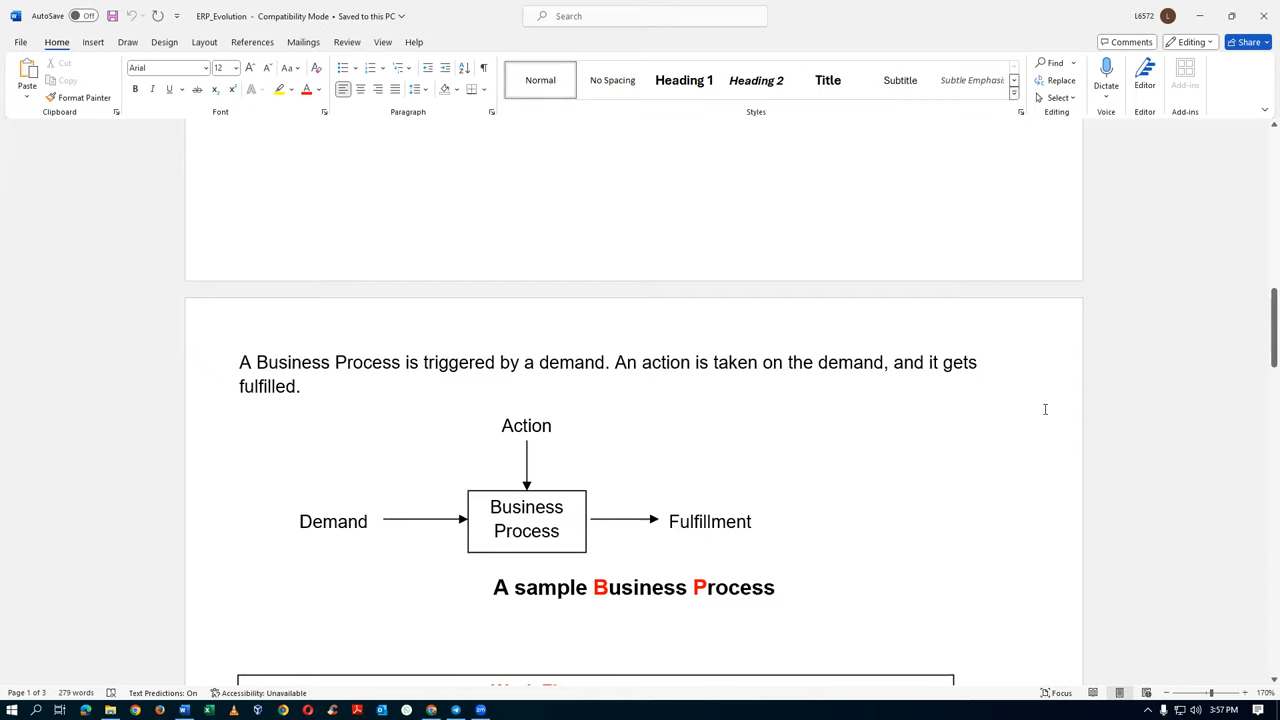 AutoSave Off ERP_Evolution - Compatibility Mode • Saved to this PC Search L6572 L
File Home Insert Draw Design Layout References Mailings Review View Help Comments Editing Share
Paste Cut Copy Format Painter Arial 12 Normal No Spacing Heading 1 Heading 2 Title Subtitle Subtle Emphasis Find Replace Select Dictate Editor Add-ins
Clipboard Font Paragraph Styles Editing Voice Editor Add-ins
A Business Process is triggered by a demand. An action is taken on the demand, and it gets
fulfilled.
Action
Business
Process
Demand
Fulfillment
A sample Business Process
Page 1 of 3 279 words Text Predictions: On Accessibility: Unavailable Focus 170%
3:57 PM